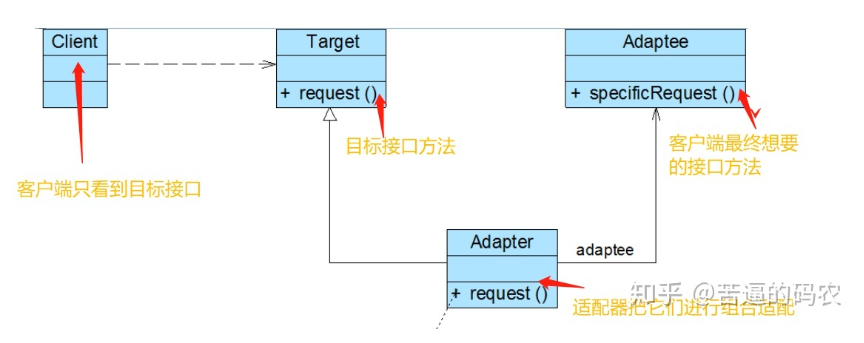 Client
Target
Adaptee
+ request ()
+ specificRequest ()
目标接口方法
客户端最终想要
的接口方法
客户端只看到目标接口
Adapter
adaptee
+ request ()
适配器把它们进行组合适配
知乎 @苦逼的码农